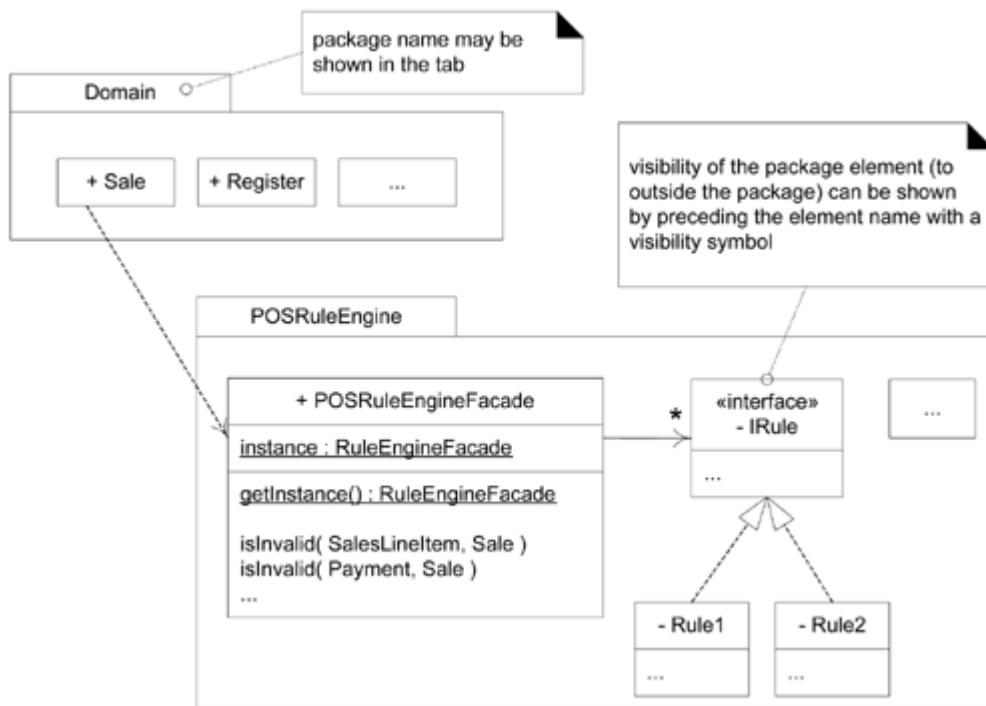 package name may be
shown in the tab
Domain
+ Sale
+ Register
...
visibility of the package element (to
outside the package) can be shown
by preceding the element name with a
visibility symbol
POSRuleEngine
+ POSRuleEngineFacade
instance : RuleEngineFacade
getInstance() : RuleEngineFacade
isInvalid( SalesLineItem, Sale )
isInvalid( Payment, Sale )
...
*
«interface»
- IRule
...
...
- Rule1
...
- Rule2
...